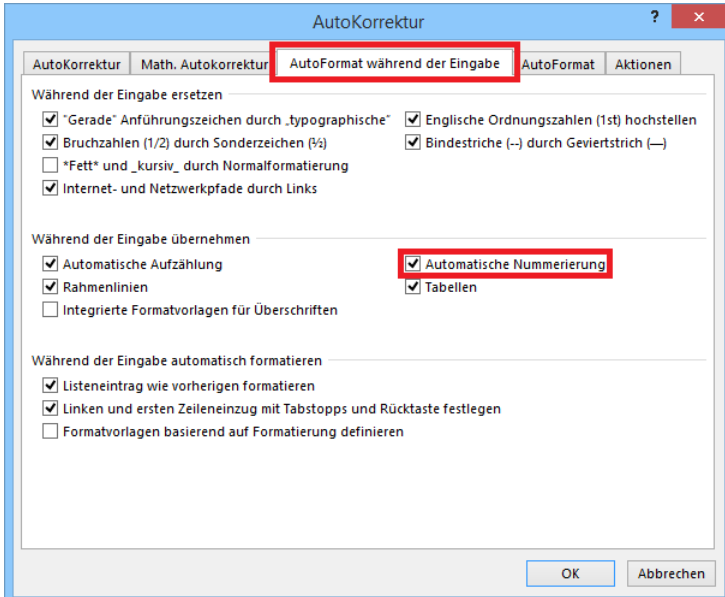 AutoKorrektur
?
×
AutoKorrektur
Math. Autokorrektur
AutoFormat während der Eingabe
AutoFormat
Aktionen
Während der Eingabe ersetzen
"Gerade" Anführungszeichen durch „typographische“
Englische Ordnungszahlen (1st) hochstellen
Bruchzahlen (1/2) durch Sonderzeichen (½)
Bindestriche (--) durch Geviertstrich (—)
*Fett* und _kursiv_ durch Normalformatierung
Internet- und Netzwerkpfade durch Links
Während der Eingabe übernehmen
Automatische Aufzählung
Automatische Nummerierung
Rahmenlinien
Tabellen
Integrierte Formatvorlagen für Überschriften
Während der Eingabe automatisch formatieren
Listeneintrag wie vorherigen formatieren
Linken und ersten Zeileneinzug mit Tabstopps und Rücktaste festlegen
Formatvorlagen basierend auf Formatierung definieren
OK
Abbrechen